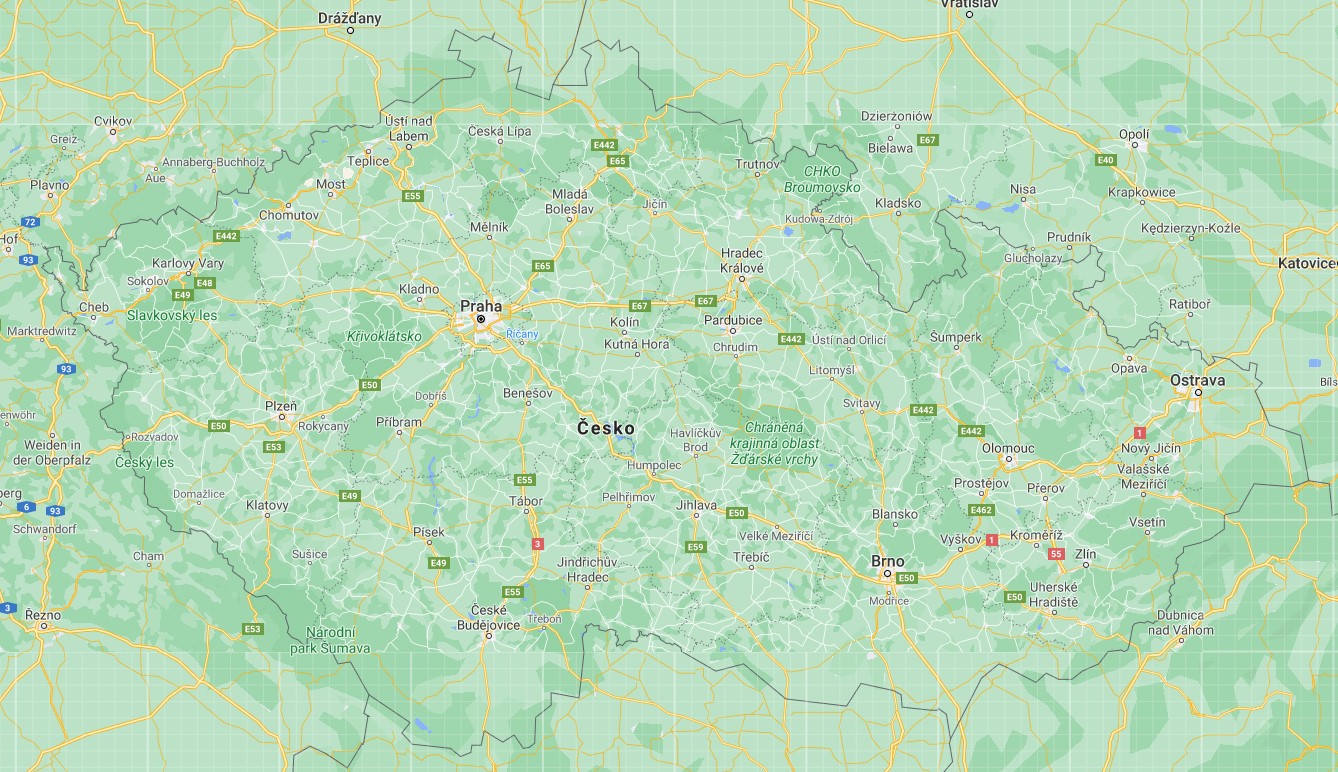 Vratislav
Drážďany
Cvikov
Ústí nad
Labem
Česká Lípa
Dzierżoniów
Opolí
Greiz
E442
E67
Bielawa
E40
Annaberg-Buchholz
Teplice
E65
Trutnov
CHKO
Broumovsko
Aue
Plavno
Most
E55
Mladá
Boleslav
Jičín
Kladsko
Nisa
Krapkowice
72
Chomutov
Mělník
Kudowa-Zdrój
Kędzierzyn-Koźle
Hof
E442
Prudník
93
Karlovy Vary
E65
Hradec
Králové
Głuchołazy
Katovice
Sokolov
E48
E49
Kladno
Cheb
Slavkovský les
Praha
E67
E67
Ratiboř
Marktredwitz
Křivoklátsko
Říčany
Kolín
Pardubice
Kutná Hora
Chrudim
E442
Ústí nad Orlicí
Šumperk
93
Litomyšl
Opava
Ostrava
Bíls
E50
Dobříš
Benešov
Plzeň
Rokycany
Svitavy
E442
enwöhr
E50
Příbram
Česko
Chráněná
krajinná oblast
Žďárské vrchy
E442
1
Rozvadov
Havlíčkův
Brod
Weiden in
der Oberpfalz
E53
Olomouc
Nový Jičín
Český les
Humpolec
Valašské
Meziříčí
berg
Domažlice
E49
E55
Prostějov
Přerov
6
93
Klatovy
Tábor
Pelhřimov
Jihlava
E50
Blansko
E462
Schwandorf
Písek
Velké Meziříčí
Vsetín
3
E59
Vyškov
1
Kroměříž
55
Zlín
Cham
Sušice
E49
Jindřichův
Hradec
Třebíč
Brno
E50
E55
Modřice
E50
Uherské
Hradiště
3
Řezno
České
Budějovice
Třeboň
Dubnica
nad Váhom
E53
Národní
park Šumava